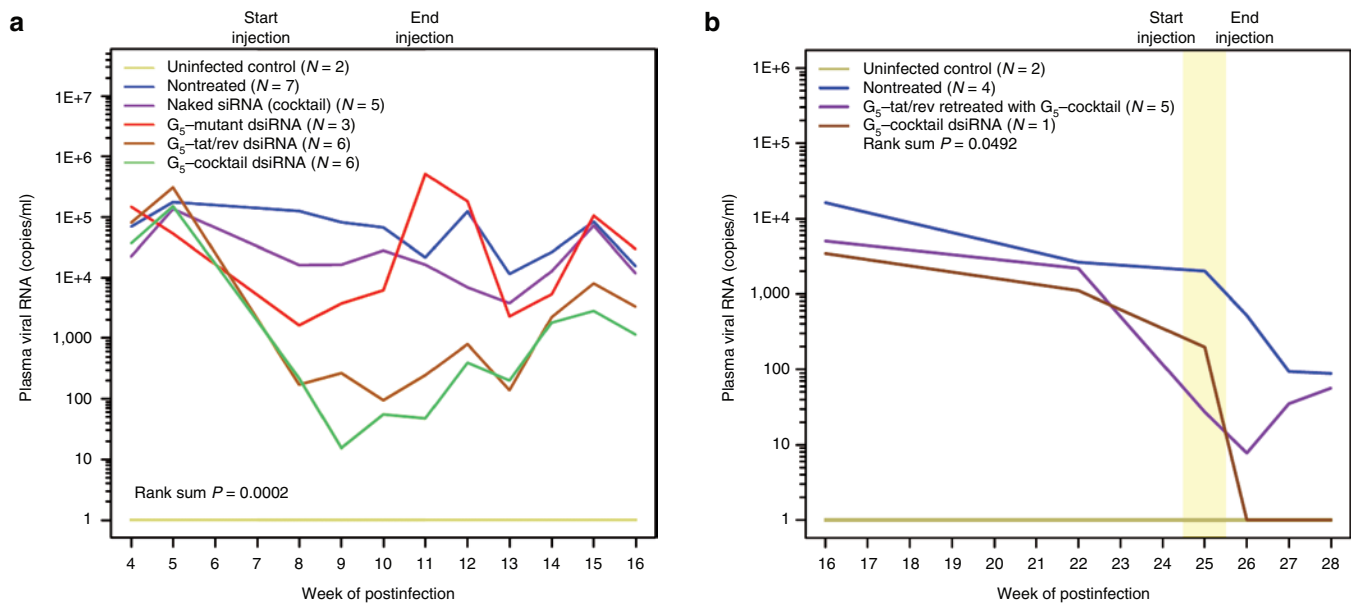 a
Start
injection
End
injection
Uninfected control (N = 2)
Nontreated (N = 7)
Naked siRNA (cocktail) (N = 5)
G₅–mutant dsiRNA (N = 3)
G₅–tat/rev dsiRNA (N = 6)
G₅–cocktail dsiRNA (N = 6)
1E+7
1E+6
1E+5
1E+4
1,000
100
10
1
Plasma viral RNA (copies/ml)
Rank sum P = 0.0002
4 5 6 7 8 9 10 11 12 13 14 15 16
Week of postinfection
b
Start
injection
End
injection
Uninfected control (N = 2)
Nontreated (N = 4)
G₅–tat/rev retreated with G₅–cocktail (N = 5)
G₅-cocktail dsiRNA (N = 1)
Rank sum P = 0.0492
1E+6
1E+5
1E+4
1,000
100
10
1
Plasma viral RNA (copies/ml)
16 17 18 19 20 21 22 23 24 25 26 27 28
Week of postinfection